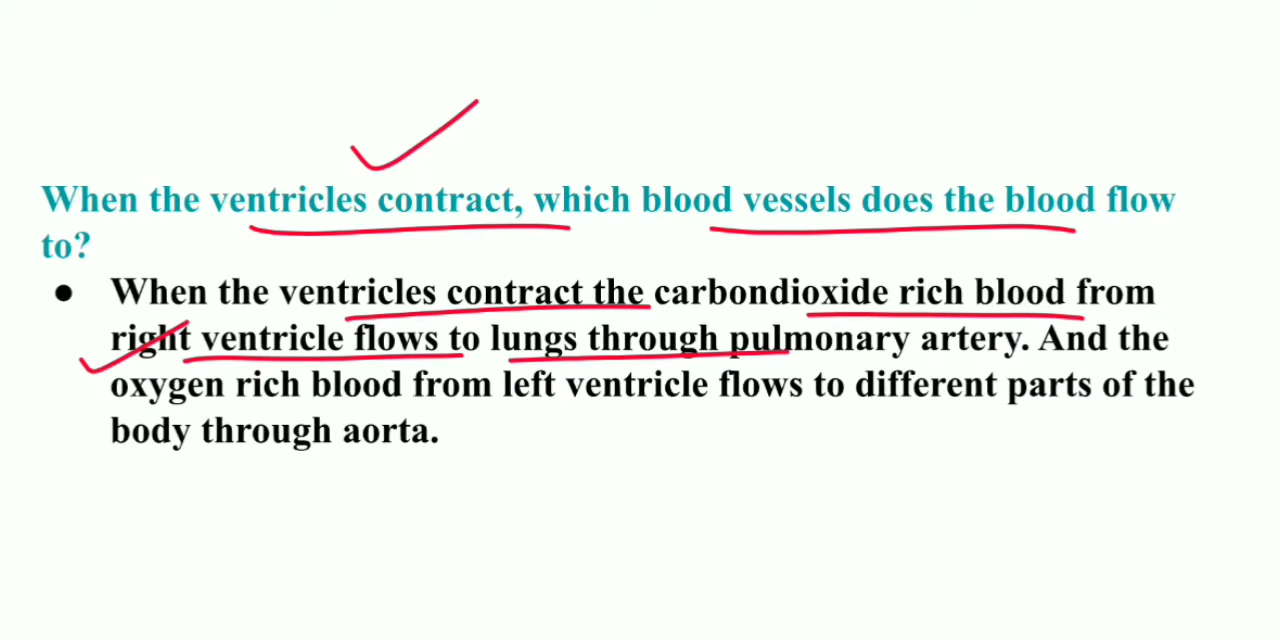 When the ventricles contract, which blood vessels does the blood flow
to?
● When the ventricles contract the carbondioxide rich blood from
right ventricle flows to lungs through pulmonary artery. And the
oxygen rich blood from left ventricle flows to different parts of the
body through aorta.